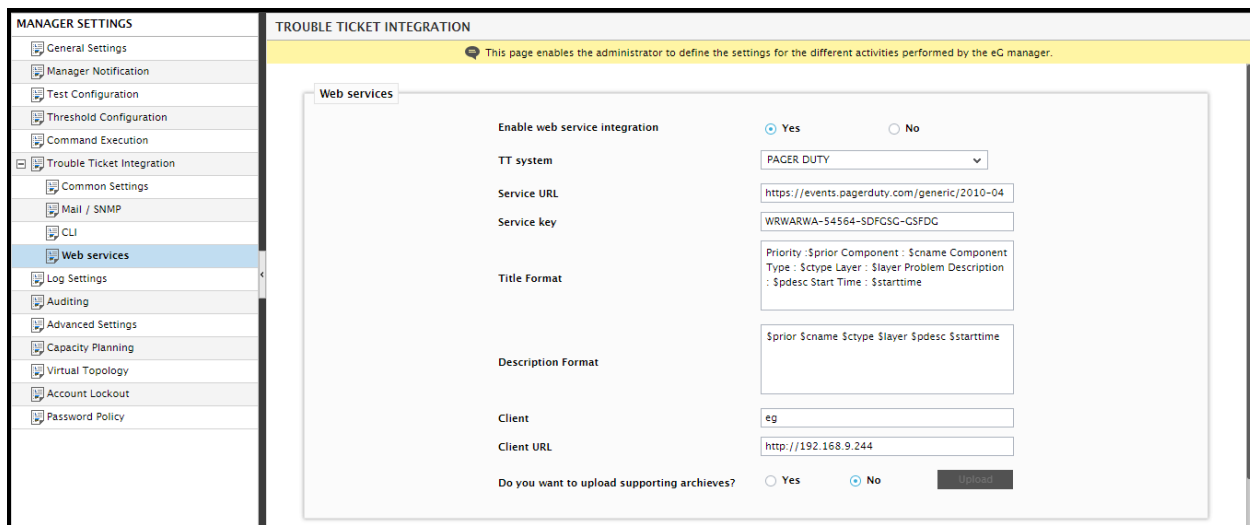 MANAGER SETTINGS
General Settings
Manager Notification
Test Configuration
Threshold Configuration
Command Execution
Trouble Ticket Integration
Common Settings
Mail / SNMP
CLI
Web services
Log Settings
Auditing
Advanced Settings
Capacity Planning
Virtual Topology
Account Lockout
Password Policy
TROUBLE TICKET INTEGRATION
This page enables the administrator to define the settings for the different activities performed by the eG manager.
Web services
Enable web service integration Yes No
TT system PAGER DUTY
Service URL https://events.pagerduty.com/generic/2010-04
Service key WRWARWA-54564-SDFGSG-GSFDG
Title Format
Priority :$prior Component : $cname Component
Type : $ctype Layer : $layer Problem Description
: $pdesc Start Time : $starttime
Description Format
$prior $cname $ctype $layer $pdesc $starttime
Client eg
Client URL http://192.168.9.244
Do you want to upload supporting archieves? Yes No Upload